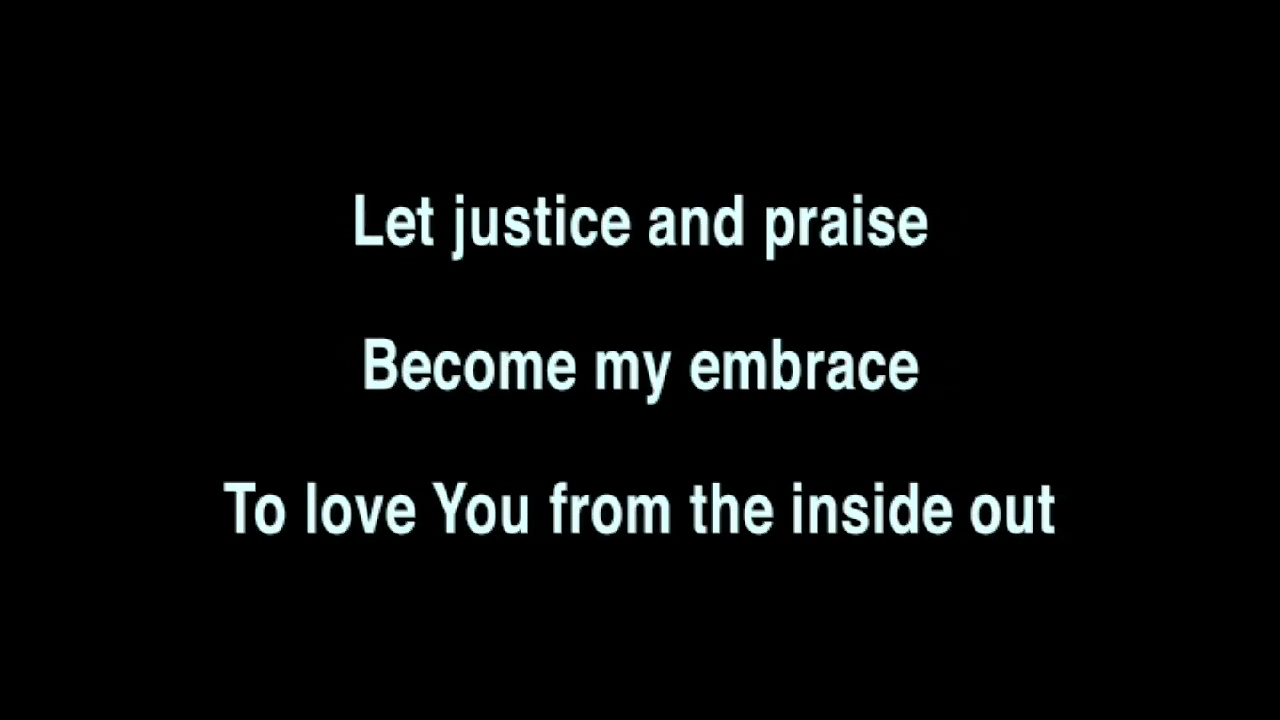 Let justice and praise
Become my embrace
To love You from the inside out